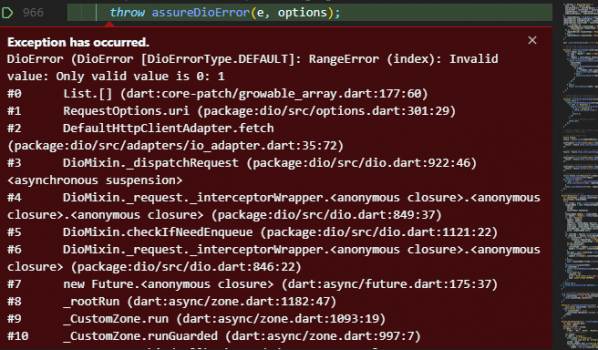 966 throw assureDioError(e, options);
Exception has occurred.
DioError (DioError [DioErrorType.DEFAULT]: RangeError (index): Invalid
value: Only valid value is 0: 1
#0 List.[] (dart:core-patch/growable_array.dart:177:60)
#1 RequestOptions.uri (package:dio/src/options.dart:301:29)
#2 DefaultHttpClientAdapter.fetch
(package:dio/src/adapters/io_adapter.dart:35:72)
#3 DioMixin._dispatchRequest (package:dio/src/dio.dart:922:46)
<asynchronous suspension>
#4 DioMixin._request._interceptorWrapper.<anonymous closure>.<anonymous
closure>.<anonymous closure> (package:dio/src/dio.dart:849:37)
#5 DioMixin.checkIfNeedEnqueue (package:dio/src/dio.dart:1121:22)
#6 DioMixin._request._interceptorWrapper.<anonymous closure>.<anonymous
closure> (package:dio/src/dio.dart:846:22)
#7 new Future.<anonymous closure> (dart:async/future.dart:175:37)
#8 _rootRun (dart:async/zone.dart:1182:47)
#9 _CustomZone.run (dart:async/zone.dart:1093:19)
#10 _CustomZone.runGuarded (dart:async/zone.dart:997:7)